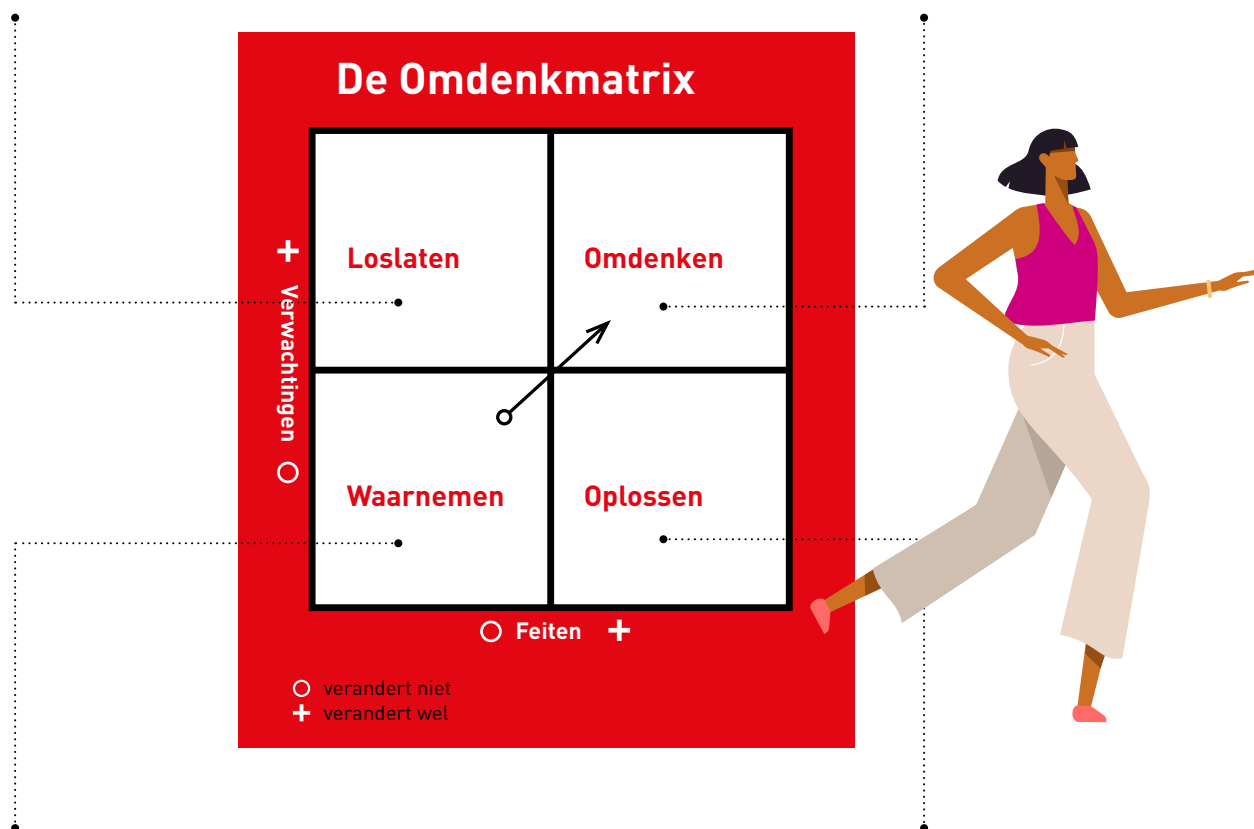 De Omdenkmatrix
Loslaten
Omdenken
+ Verwachtingen O
Waarnemen
Oplossen
O Feiten +
O verandert niet
+ verandert wel